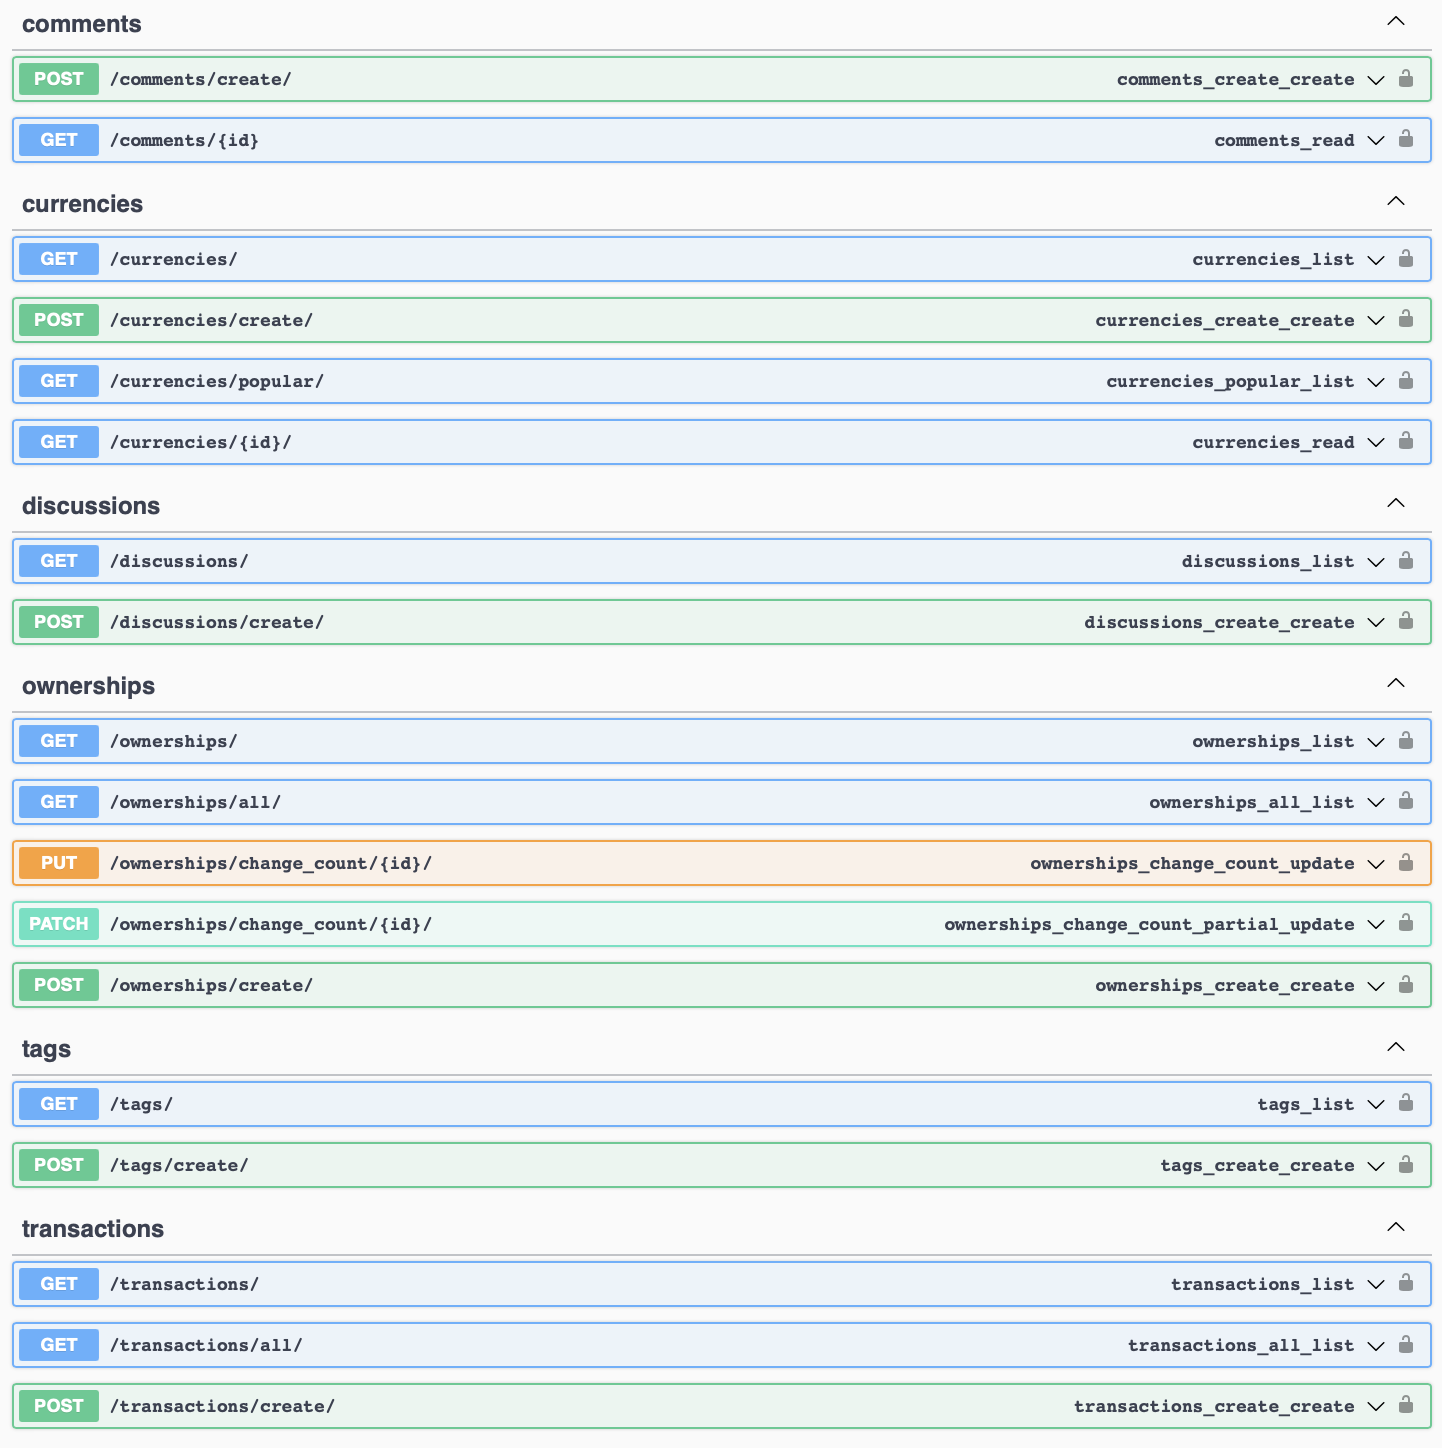 comments
POST /comments/create/ comments_create_create
GET /comments/{id} comments_read
currencies
GET /currencies/ currencies_list
POST /currencies/create/ currencies_create_create
GET /currencies/popular/ currencies_popular_list
GET /currencies/{id}/ currencies_read
discussions
GET /discussions/ discussions_list
POST /discussions/create/ discussions_create_create
ownerships
GET /ownerships/ ownerships_list
GET /ownerships/all/ ownerships_all_list
PUT /ownerships/change_count/{id}/ ownerships_change_count_update
PATCH /ownerships/change_count/{id}/ ownerships_change_count_partial_update
POST /ownerships/create/ ownerships_create_create
tags
GET /tags/ tags_list
POST /tags/create/ tags_create_create
transactions
GET /transactions/ transactions_list
GET /transactions/all/ transactions_all_list
POST /transactions/create/ transactions_create_create